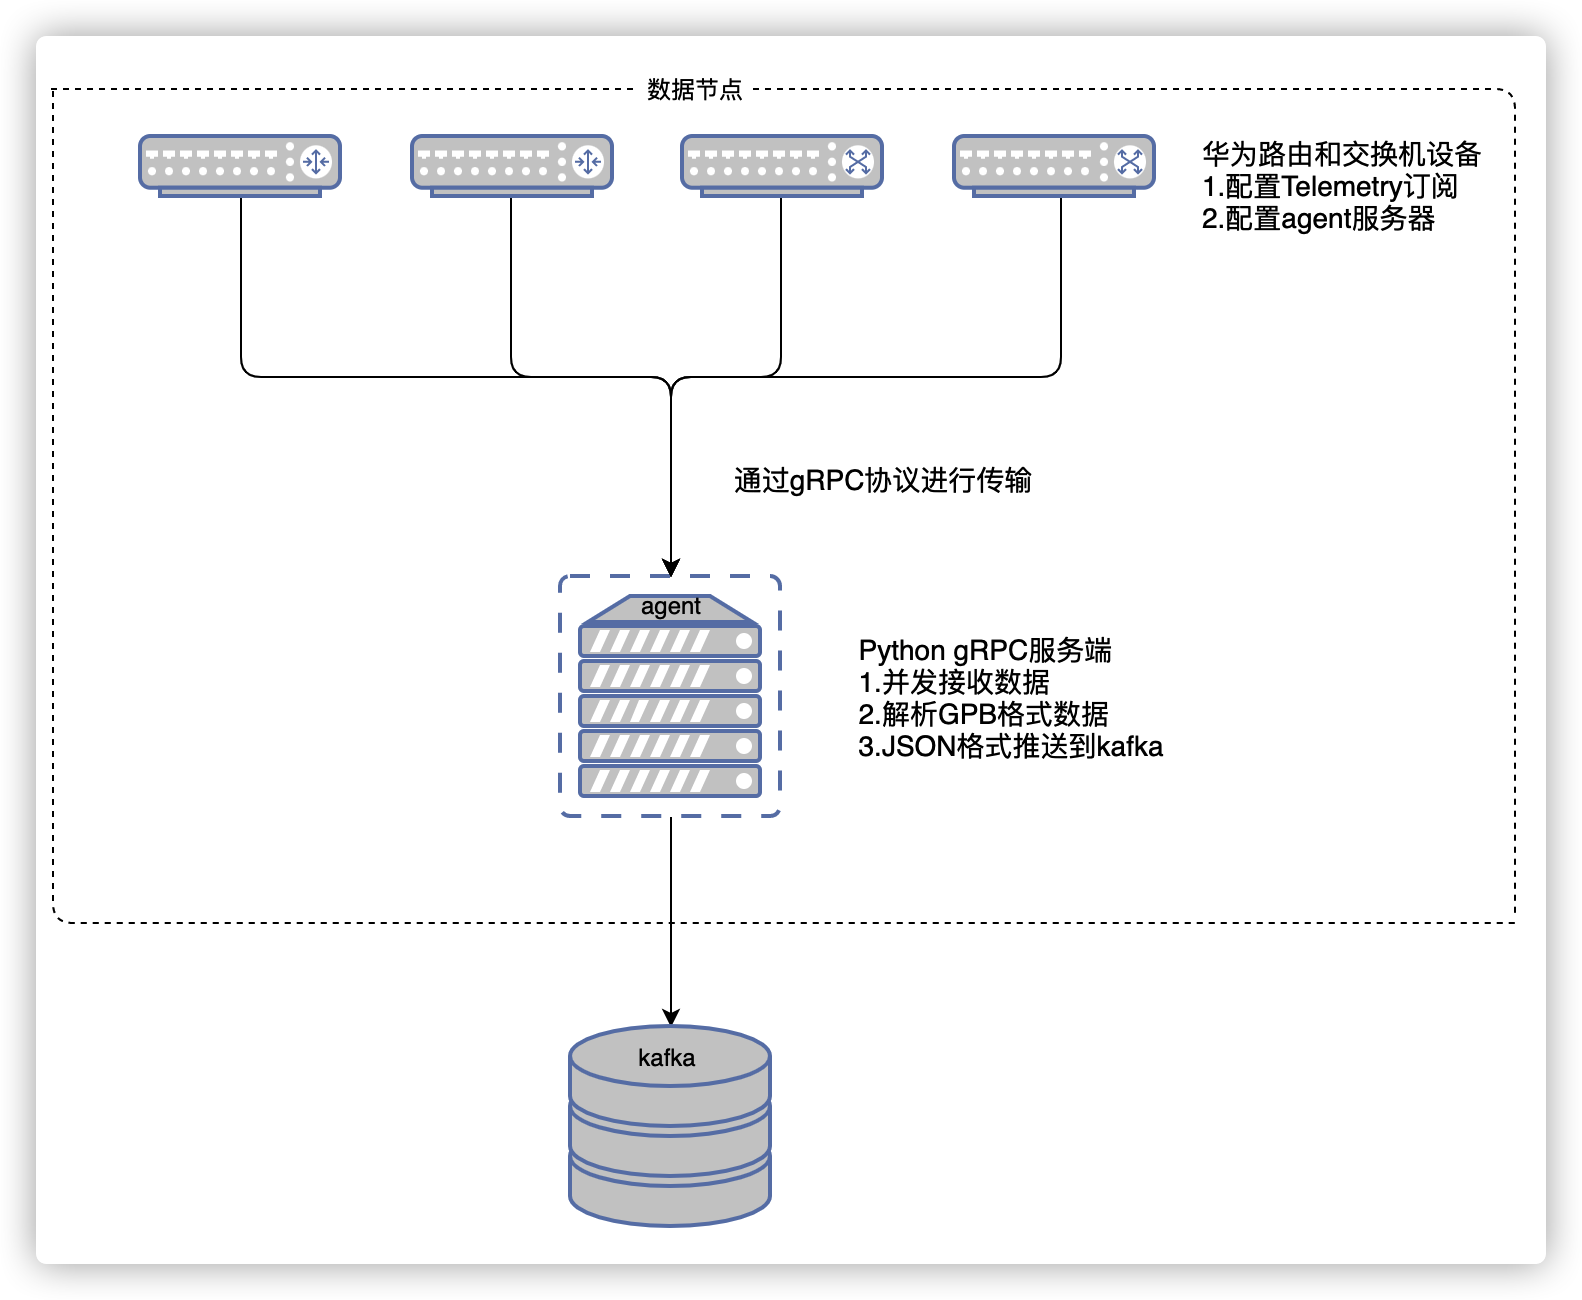 数据节点
华为路由和交换机设备
1.配置Telemetry订阅
2.配置agent服务器
通过gRPC协议进行传输
agent
Python gRPC服务端
1.并发接收数据
2.解析GPB格式数据
3.JSON格式推送到kafka
kafka